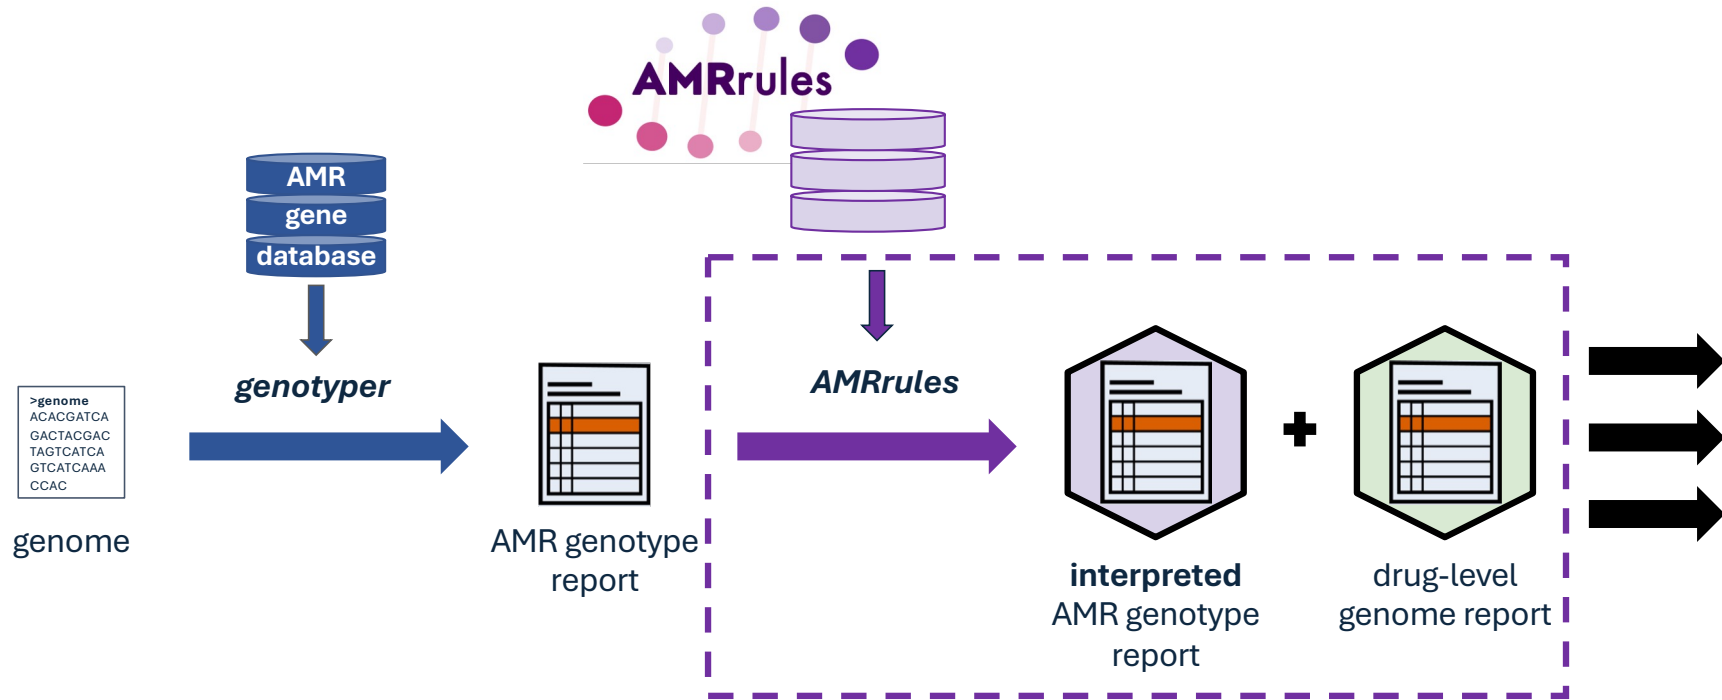 AMRrules
AMR
gene
database
genotyper
AMRrules
>genome
ACACGATCA
GACTACGAC
TAGTCATCA
GTCATCAAA
CCAC
genome
AMR genotype
report
interpreted
AMR genotype
report
drug-level
genome report